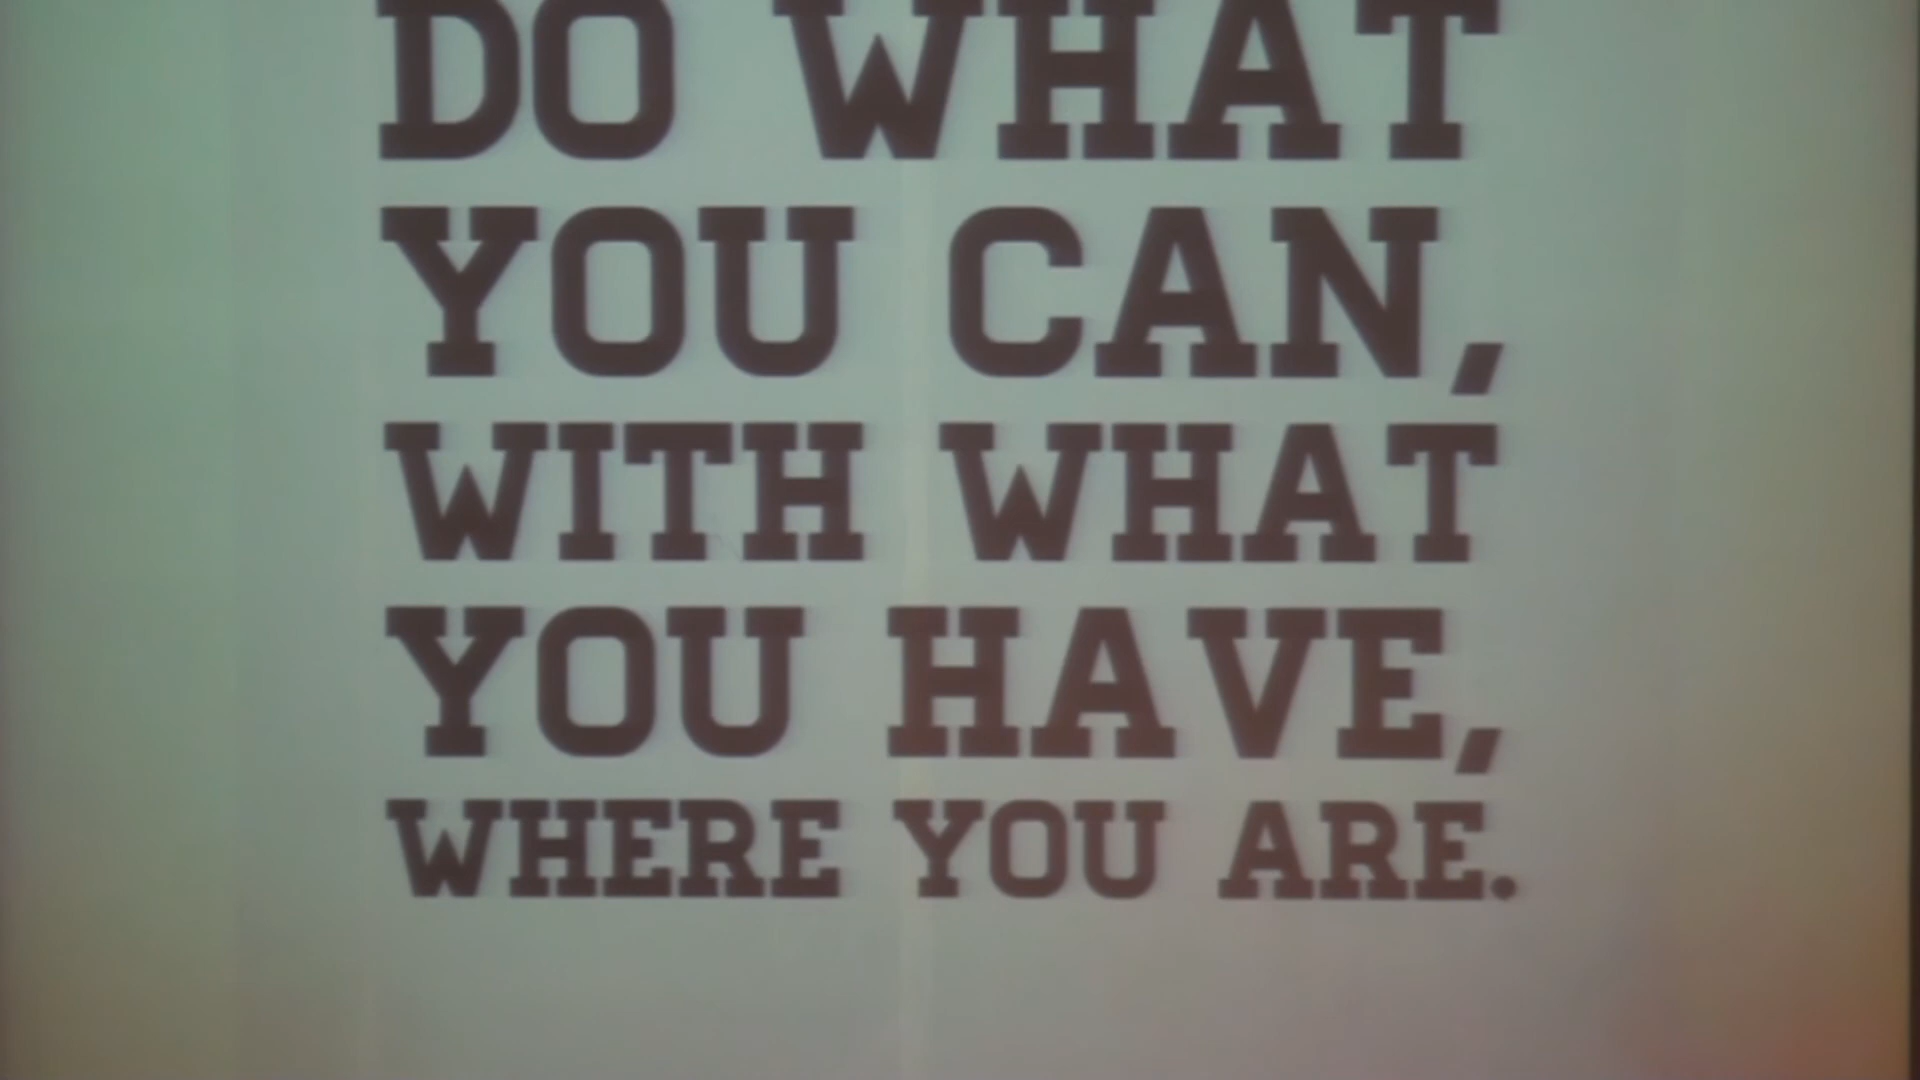 DO WHAT
YOU CAN,
WITH WHAT
YOU HAVE,
WHERE YOU ARE.